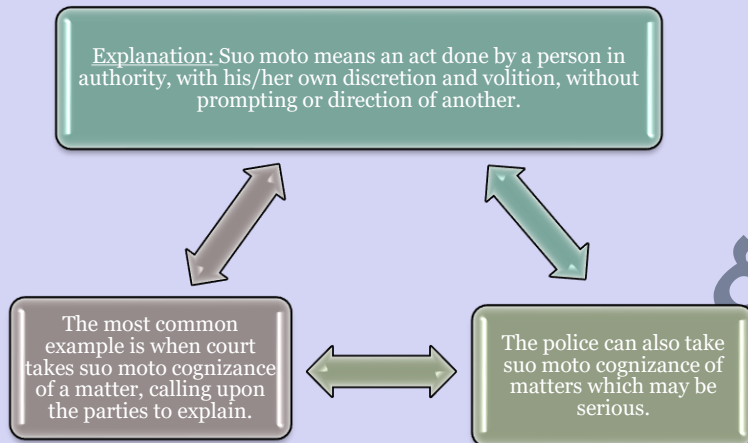 Explanation: Suo moto means an act done by a person in
authority, with his/her own discretion and volition, without
prompting or direction of another.
The most common
example is when court
takes suo moto cognizance
of a matter, calling upon
the parties to explain.
The police can also take
suo moto cognizance of
matters which may be
serious.